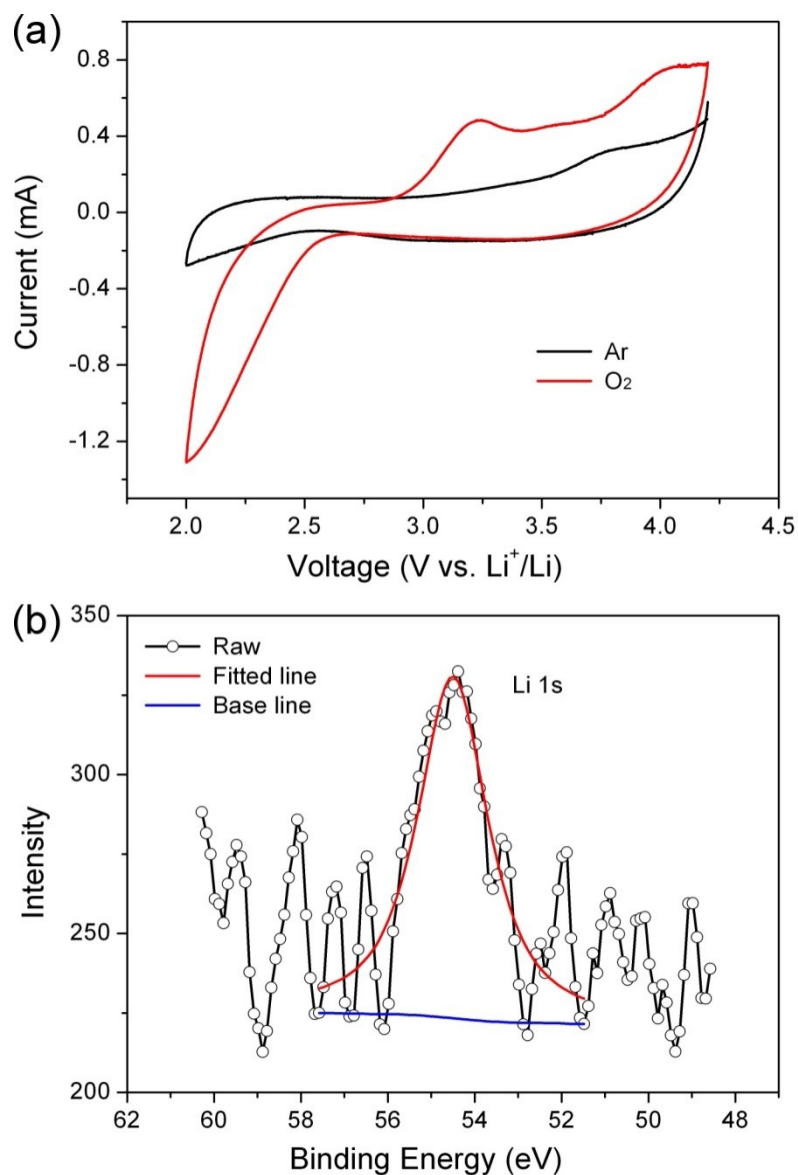 (a)
0.8
0.4
0.0
-0.4
-0.8
-1.2
Current (mA)
Ar
O₂
2.0 2.5 3.0 3.5 4.0 4.5
Voltage (V vs. Li⁺/Li)
(b)
350
300
250
200
Intensity
Raw
Fitted line
Base line
Li 1s
62 60 58 56 54 52 50 48
Binding Energy (eV)